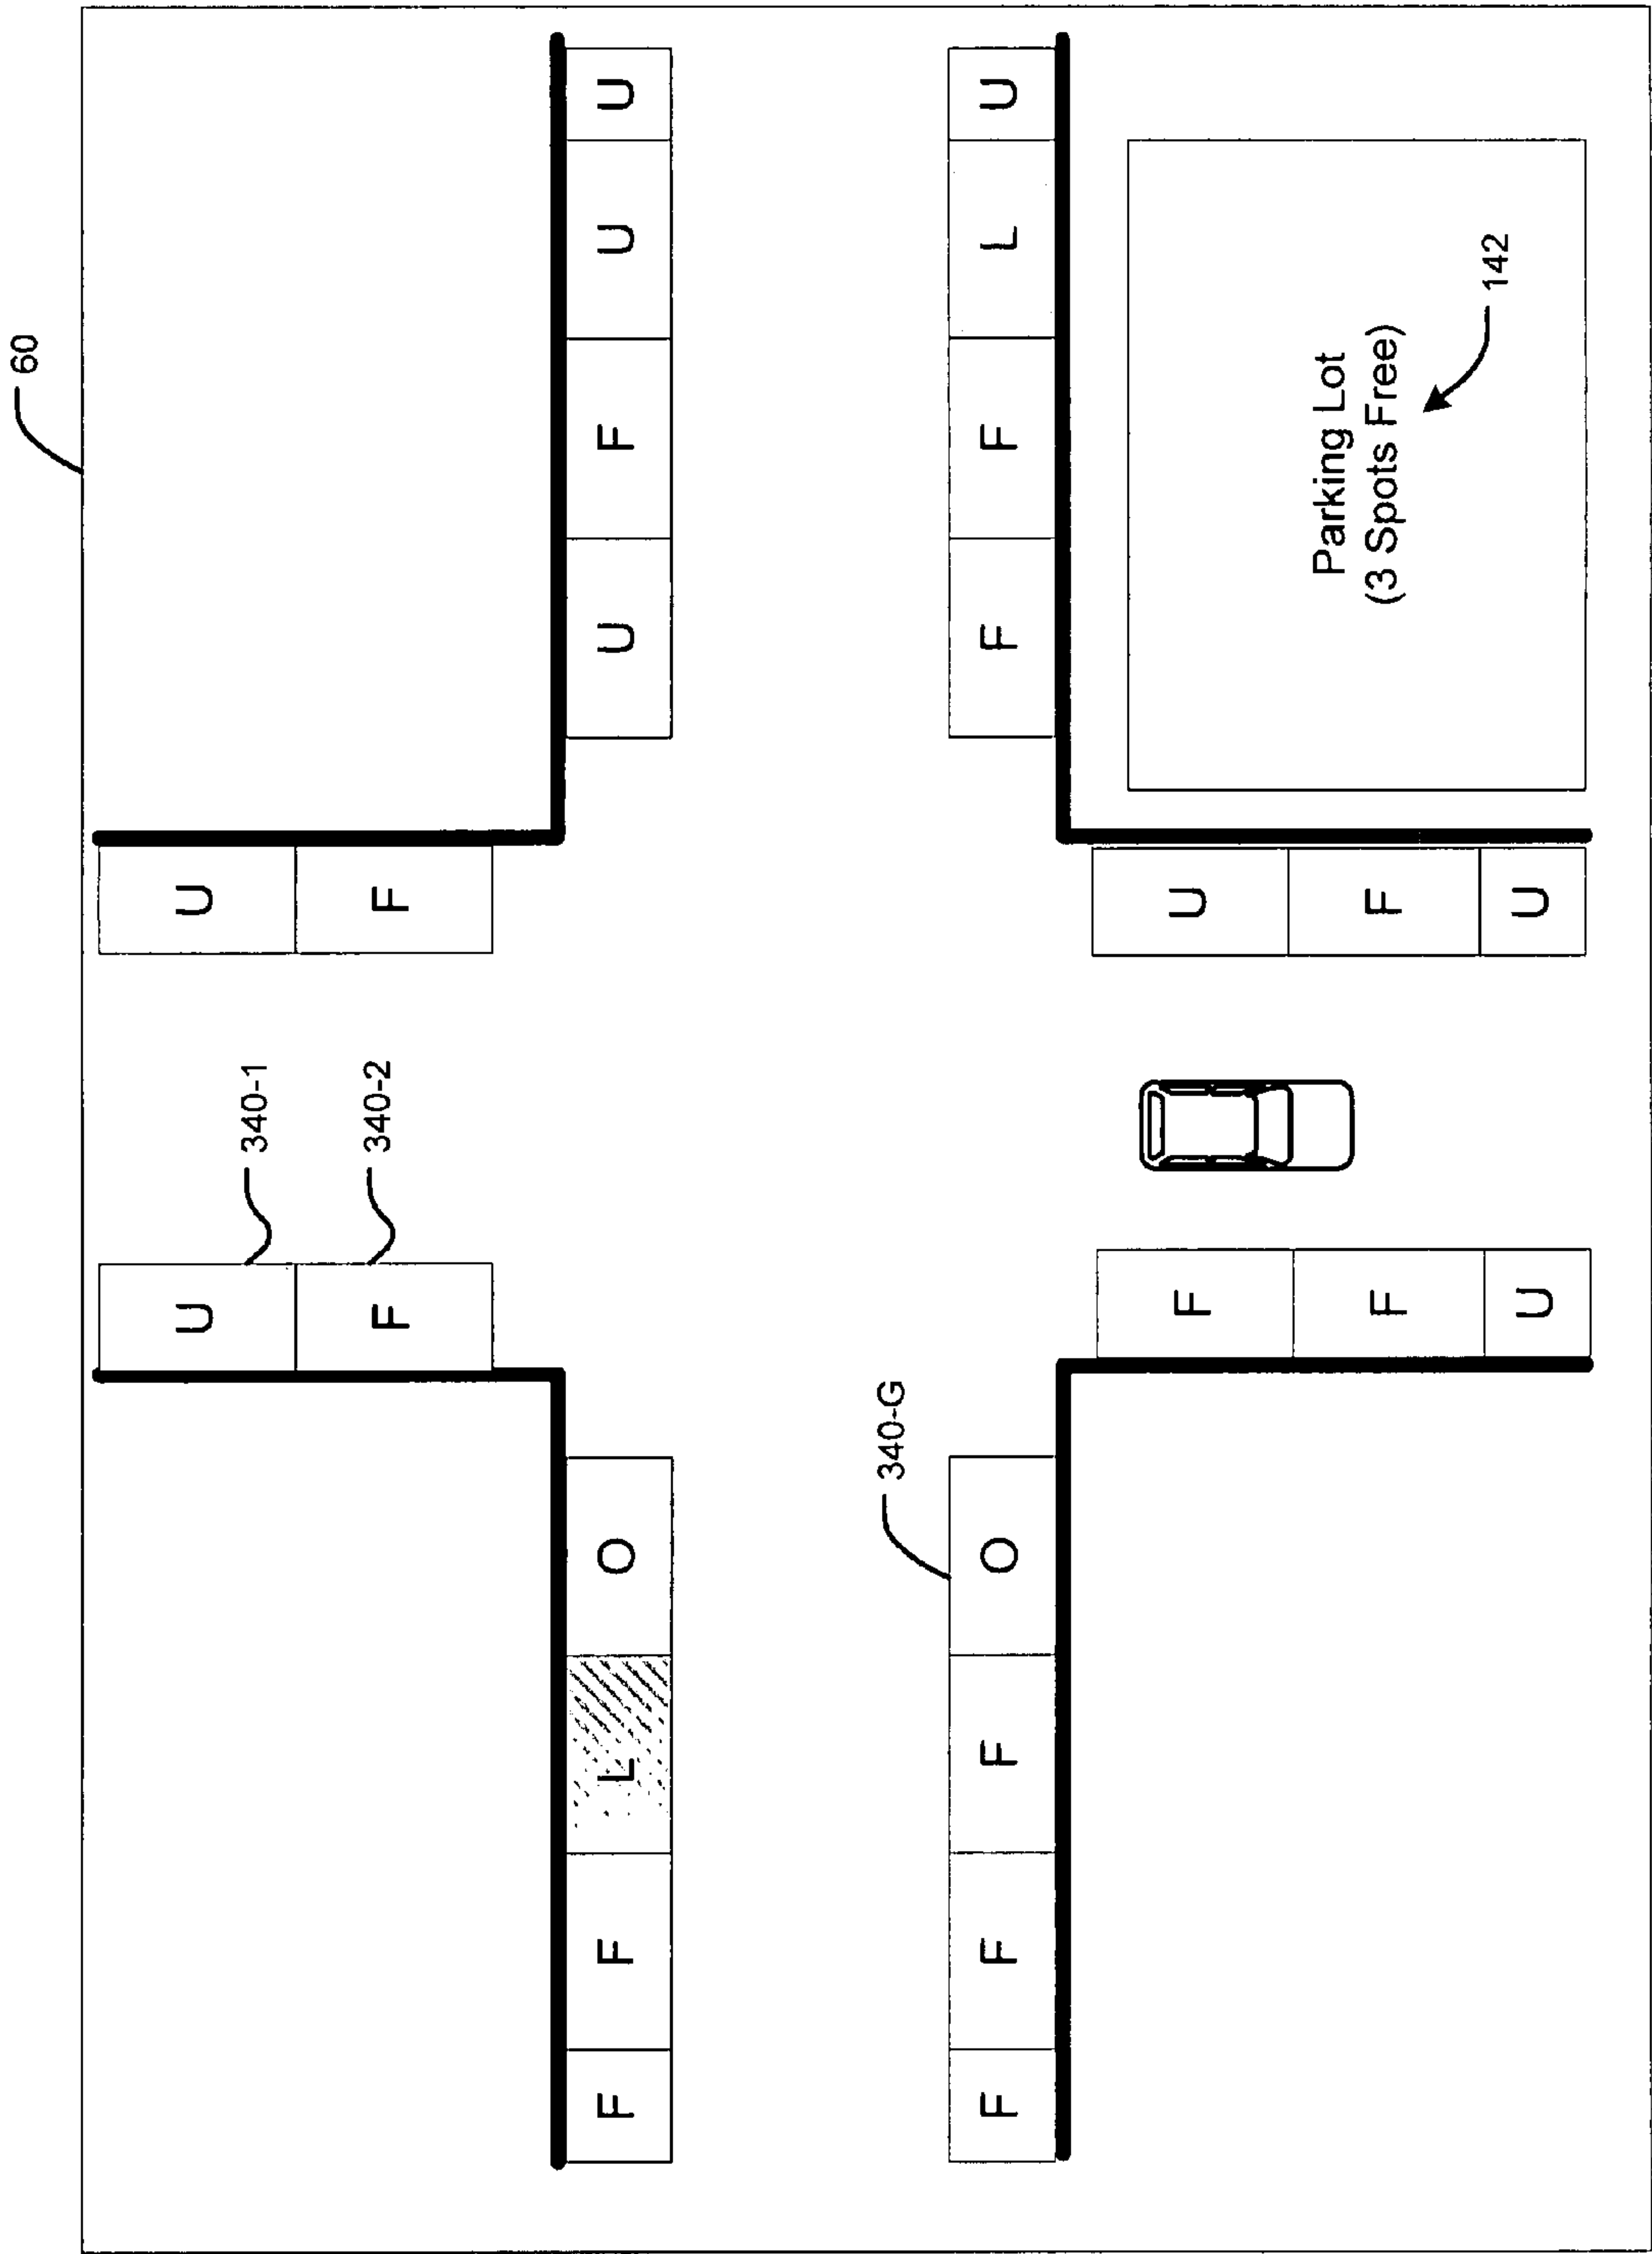 60
U U
340-1
F 340-2 F
F F L O U F U U
340-G
F F F O F F L U
F U
Parking Lot
F F (3 Spots Free)
142
U U